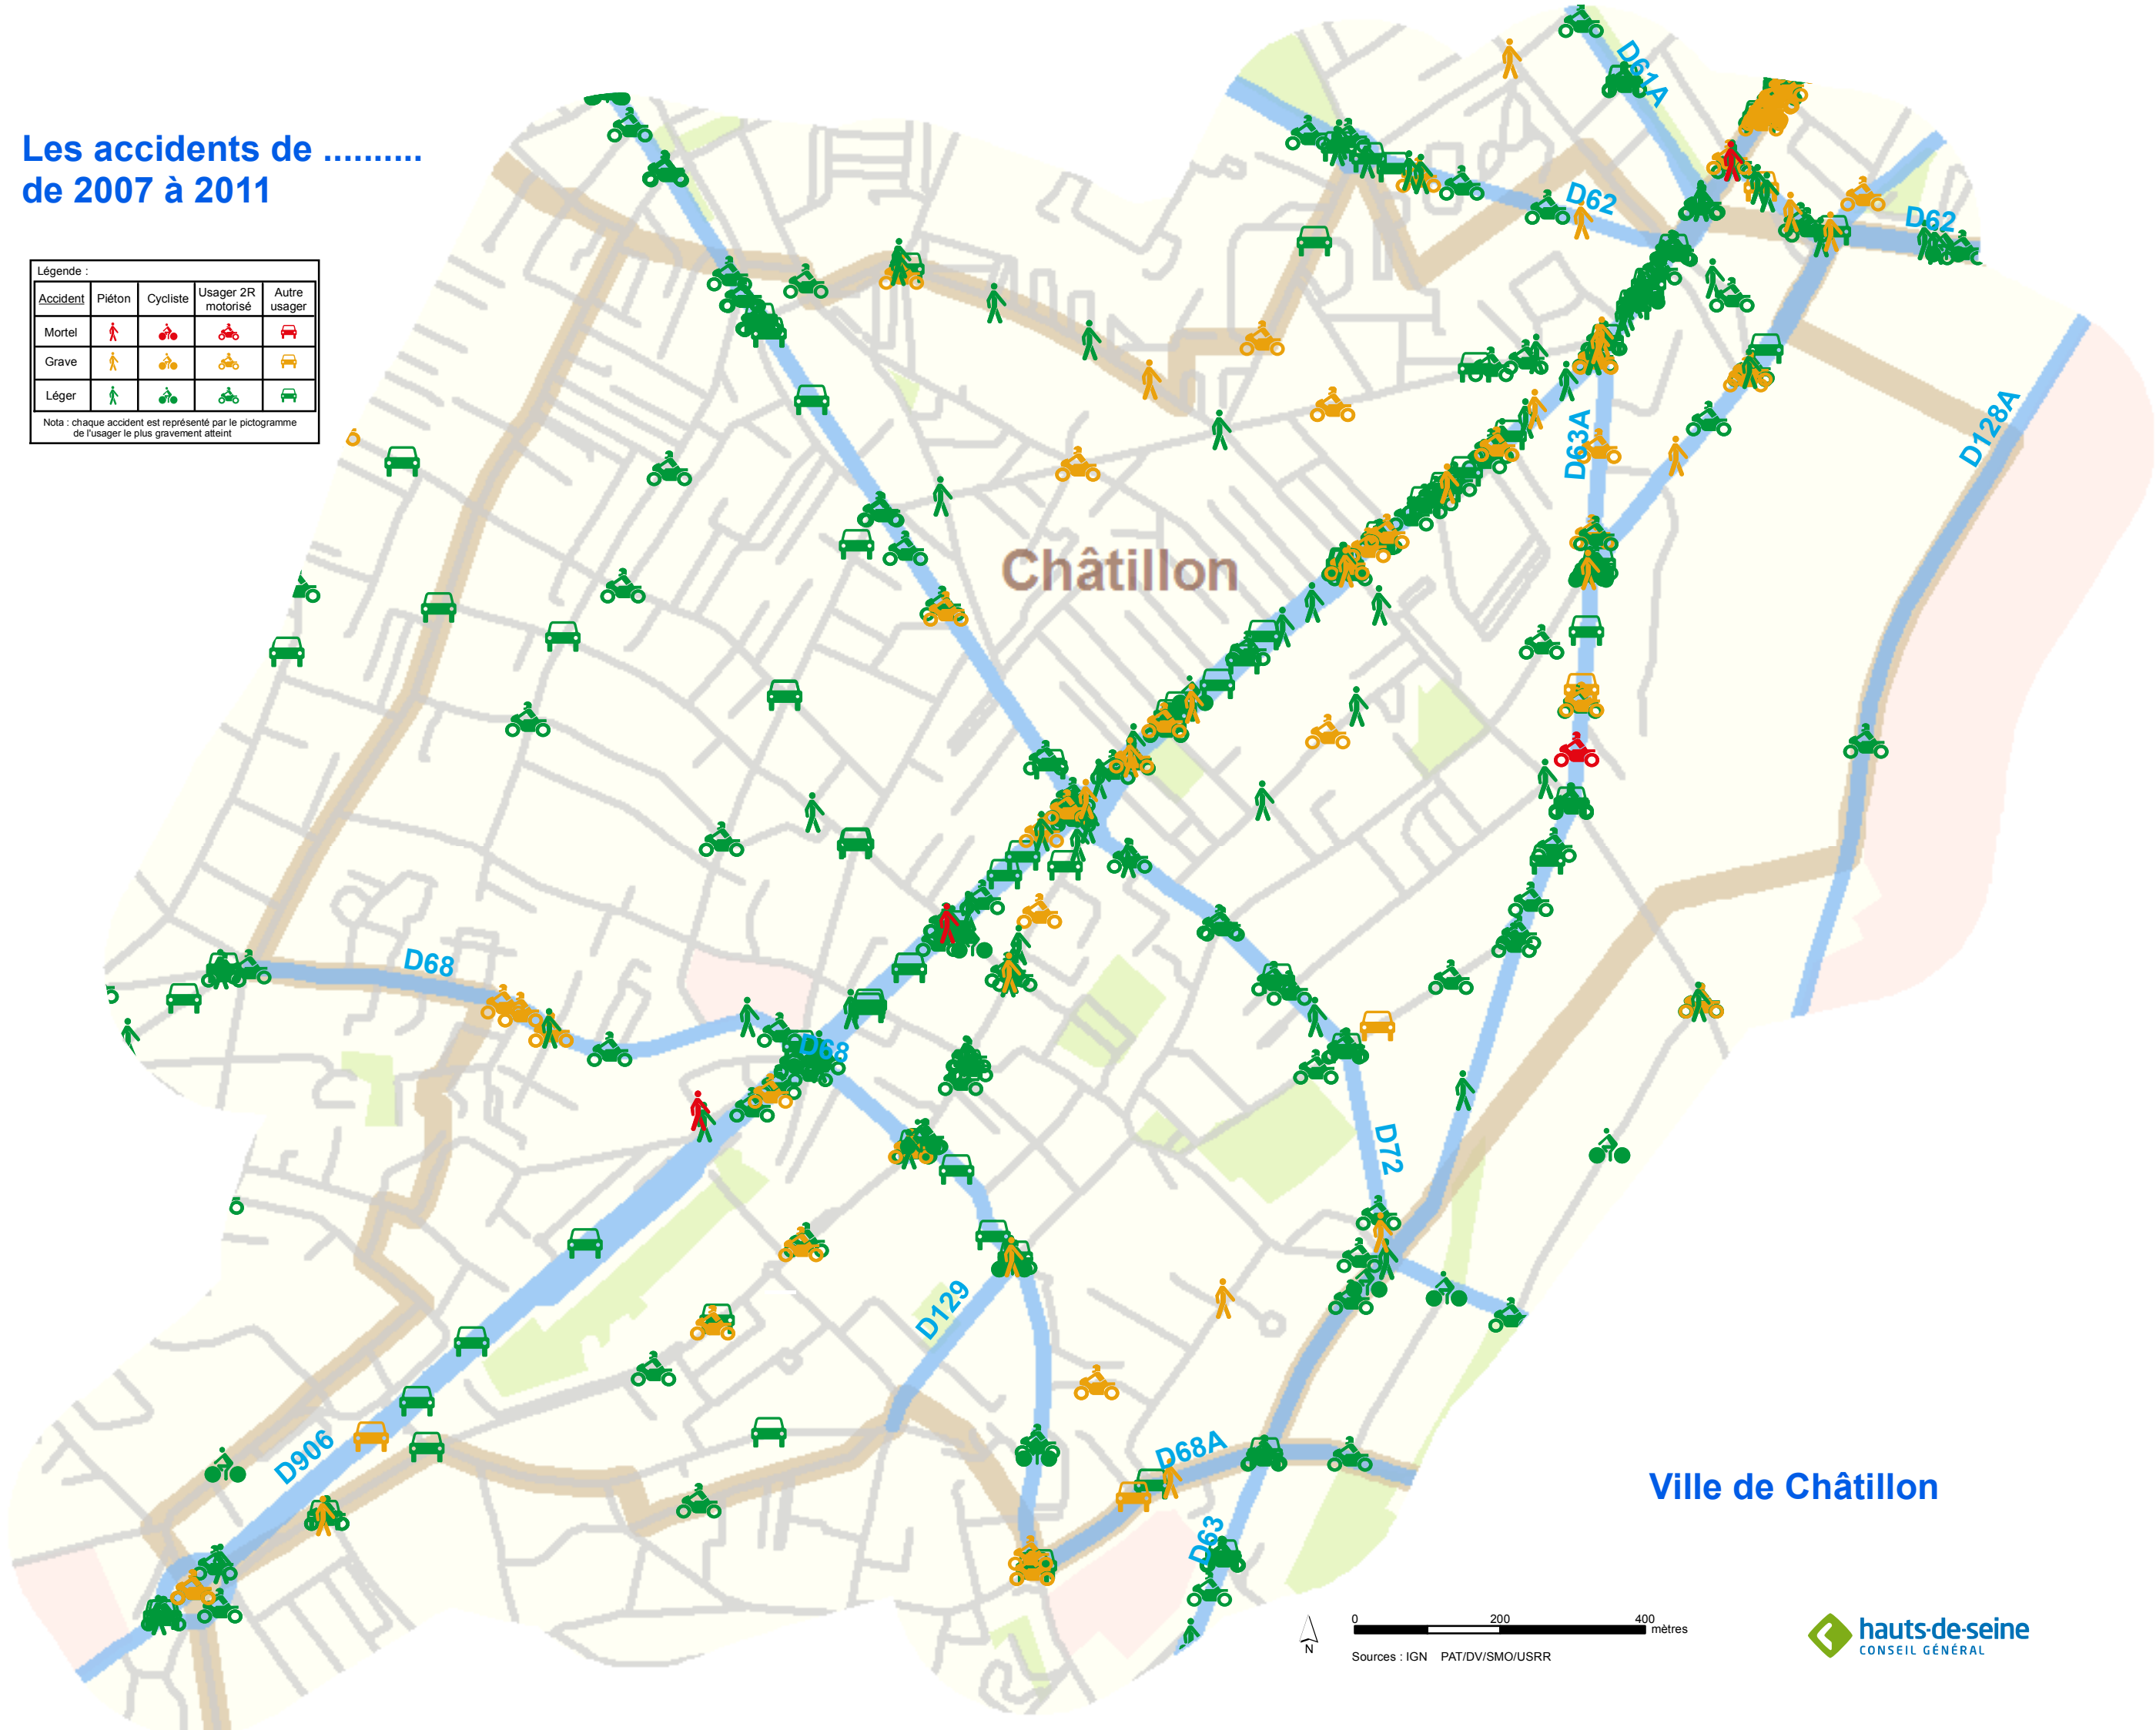 Les accidents de ..........
de 2007 à 2011
Légende :
Accident Piéton Cycliste Usager 2R motorisé Autre usager
Mortel
Grave
Léger
Nota : chaque accident est représenté par le pictogramme
de l'usager le plus gravement atteint
D61A
D62
D62
D63A
D128A
Châtillon
D68
D68
D72
D129
D906
D68A
D63
Ville de Châtillon
0 200 400
mètres
N
Sources : IGN PAT/DV/SMO/USRR
hauts-de-seine
CONSEIL GÉNÉRAL